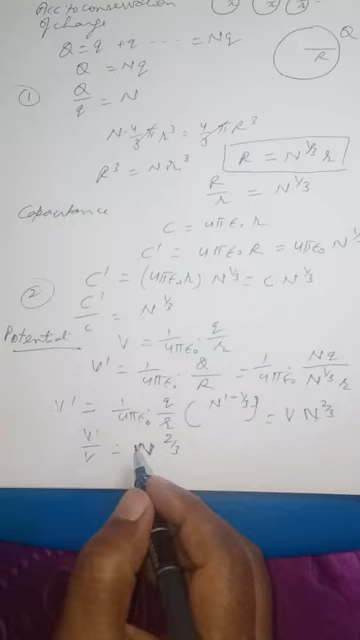 Acc. to conservation
of charge
Q = q + q ---- = Nq
Q = Nq
① Q/q = N
N·4/3 π r³ = 4/3 π R³
R³ = N r³
R = N^1/3 r
R/r = N^1/3
Q
R
Capacitance
C = 4πε₀ r
C' = 4πε₀ R = 4πε₀ N^1/3
C' = (4πε₀ r) N^1/3 = C N^1/3
② C'/C = N^1/3
Potential
V = 1/4πε₀ · q/r
V' = 1/4πε₀ · Q/R = 1/4πε₀ · Nq/N^1/3 r
V' = 1/4πε₀ · q/r ( N^1-1/3 ) = V N^2/3
V'/V = N^2/3